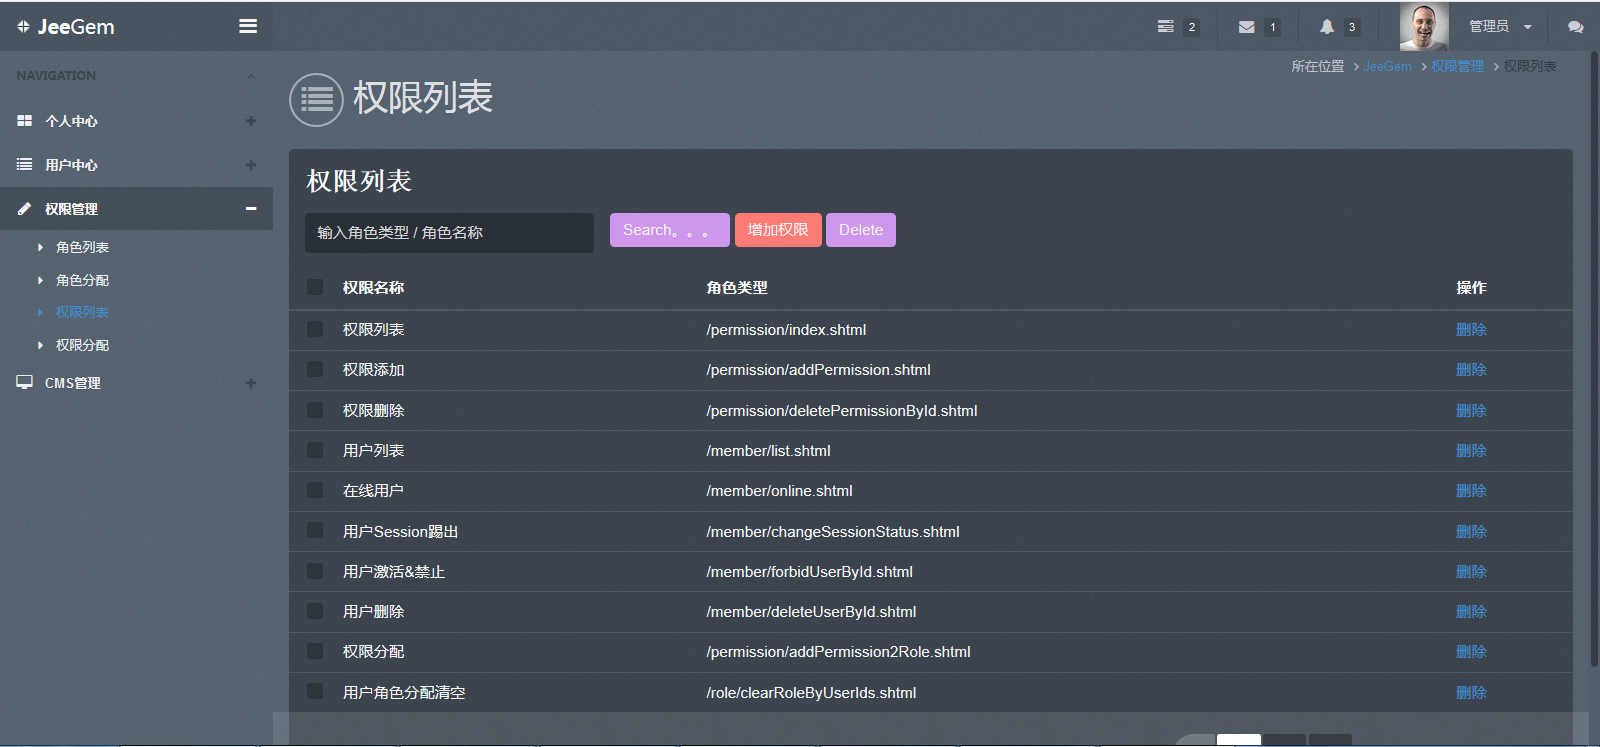 JeeGem
2
1
3
管理员
NAVIGATION
所在位置 JeeGem 权限管理 权限列表
个人中心
用户中心
权限管理
角色列表
角色分配
权限列表
权限分配
CMS管理
权限列表
权限列表
输入角色类型 / 角色名称
Search。。。
增加权限
Delete
权限名称 角色类型 操作
权限列表 /permission/index.shtml 删除
权限添加 /permission/addPermission.shtml 删除
权限删除 /permission/deletePermissionById.shtml 删除
用户列表 /member/list.shtml 删除
在线用户 /member/online.shtml 删除
用户Session踢出 /member/changeSessionStatus.shtml 删除
用户激活&禁止 /member/forbidUserById.shtml 删除
用户删除 /member/deleteUserById.shtml 删除
权限分配 /permission/addPermission2Role.shtml 删除
用户角色分配清空 /role/clearRoleByUserIds.shtml 删除